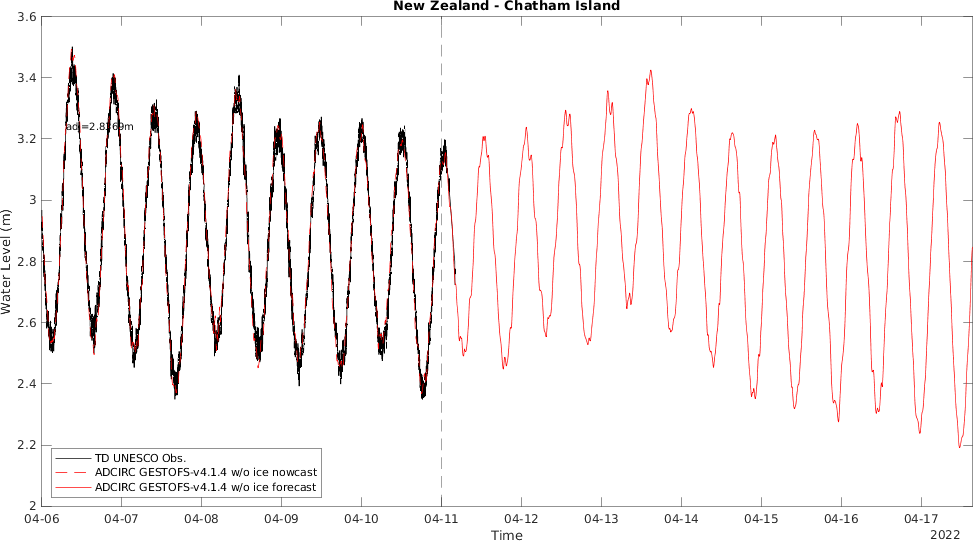 New Zealand - Chatham Island
3.6
3.4
3.2
3
2.8
2.6
2.4
2.2
2
Water Level (m)
TD UNESCO Obs.
ADCIRC GESTOFS-v4.1.4 w/o ice nowcast
ADCIRC GESTOFS-v4.1.4 w/o ice forecast
04-06 04-07 04-08 04-09 04-10 04-11 04-12 04-13 04-14 04-15 04-16 04-17
Time
2022